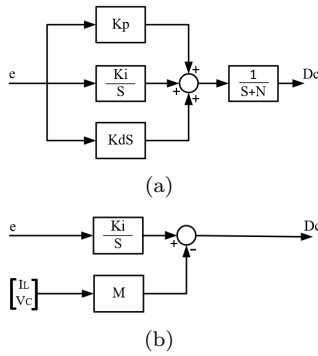 Kp
e
Ki
S
+
+
+
1
S+N
Dc
KdS
(a)
e
Ki
S
+
−
Dc
IL
VC
M
(b)